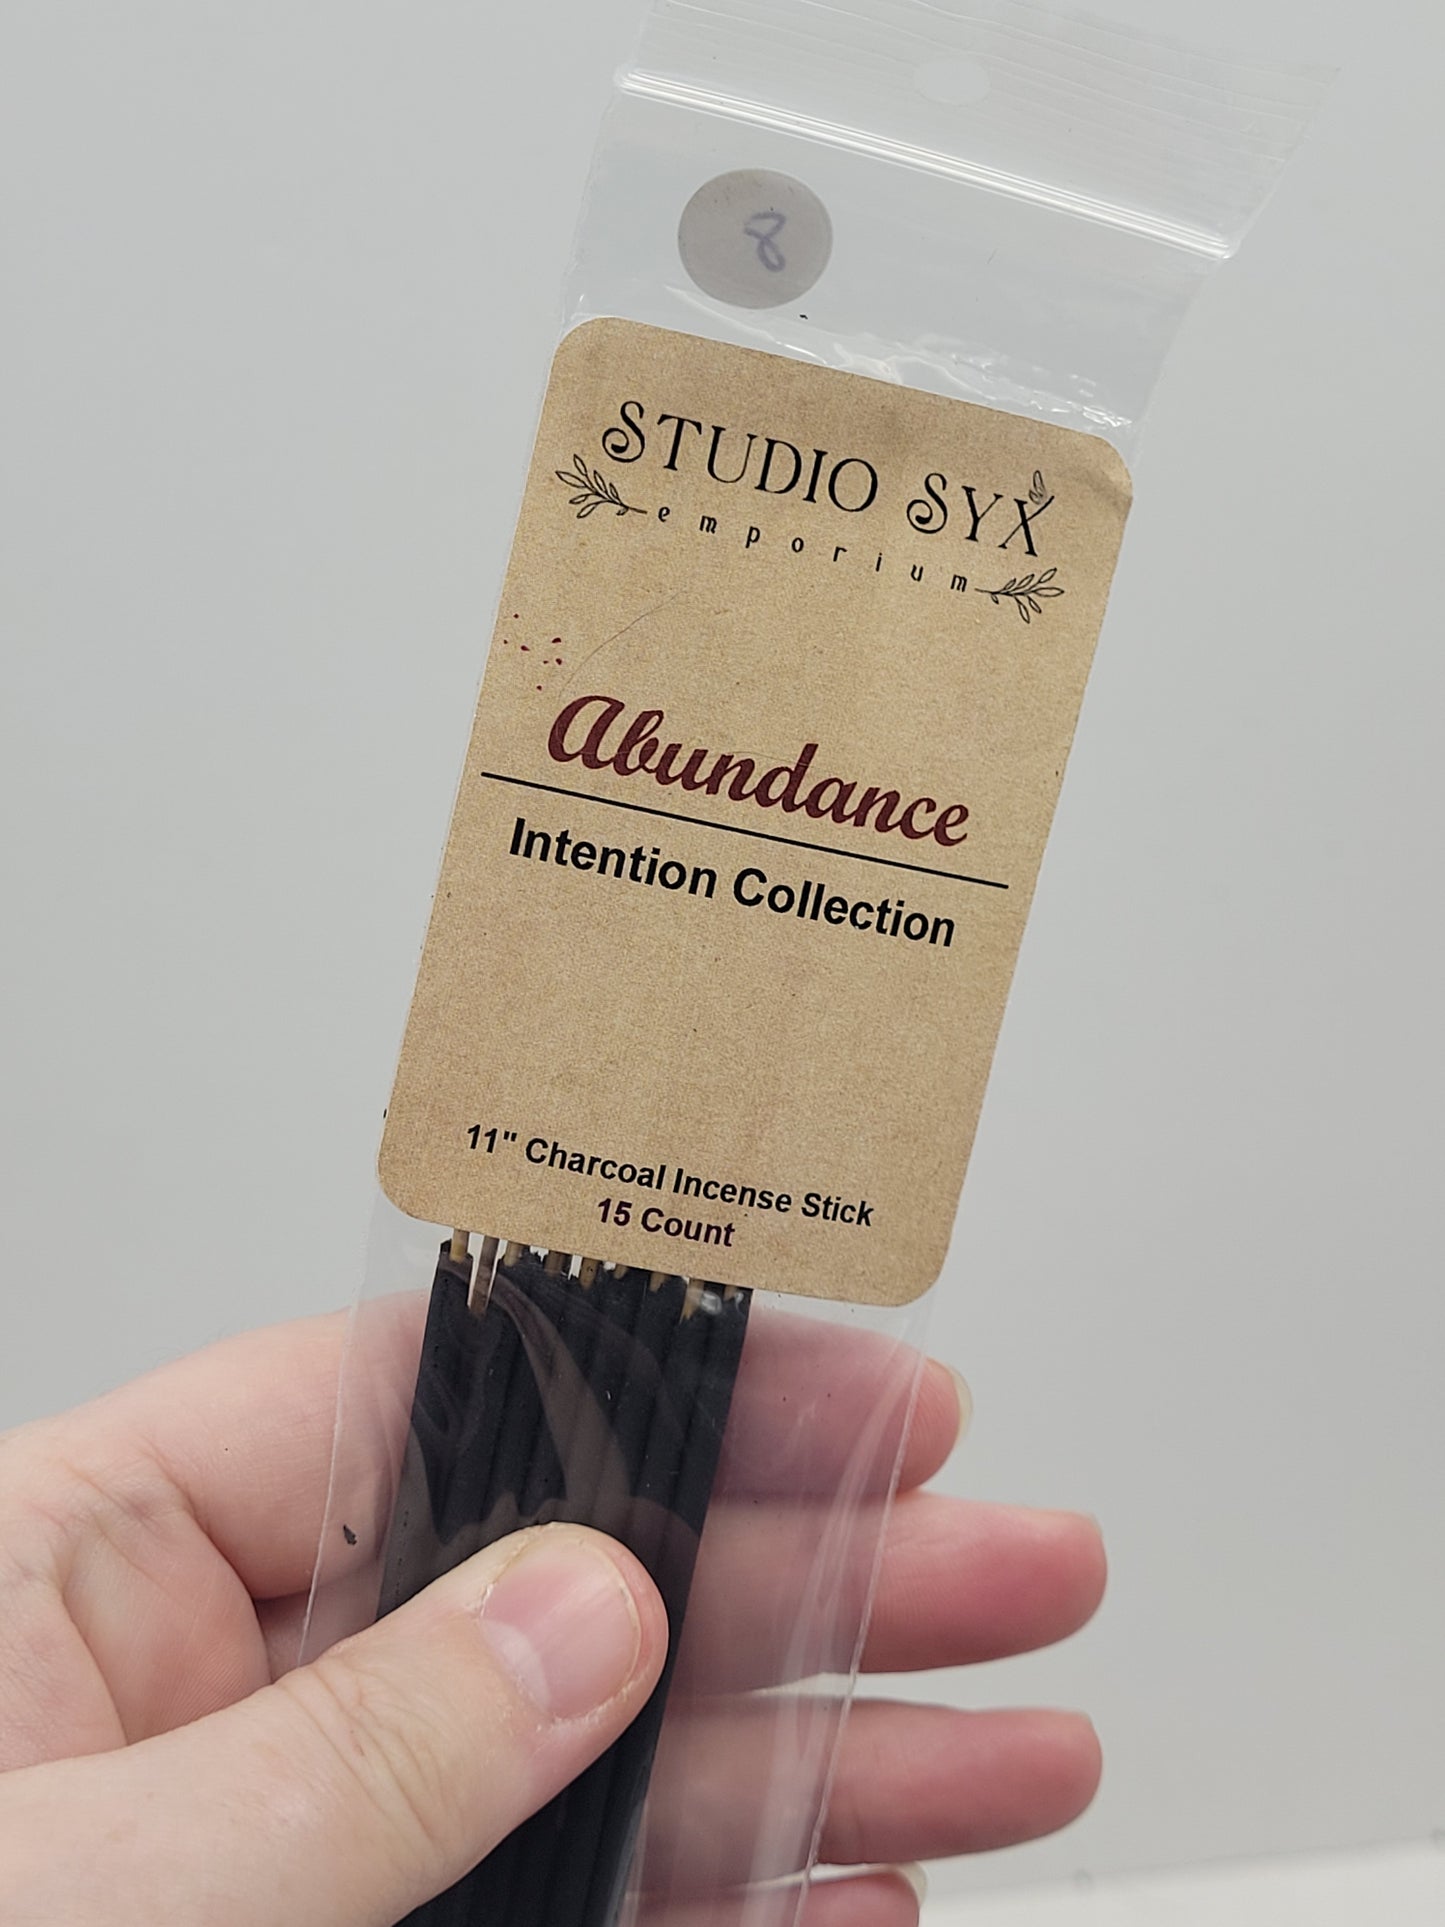 8
STUDIO SYX
emporium
Abundance
Intention Collection
11" Charcoal Incense Stick
15 Count